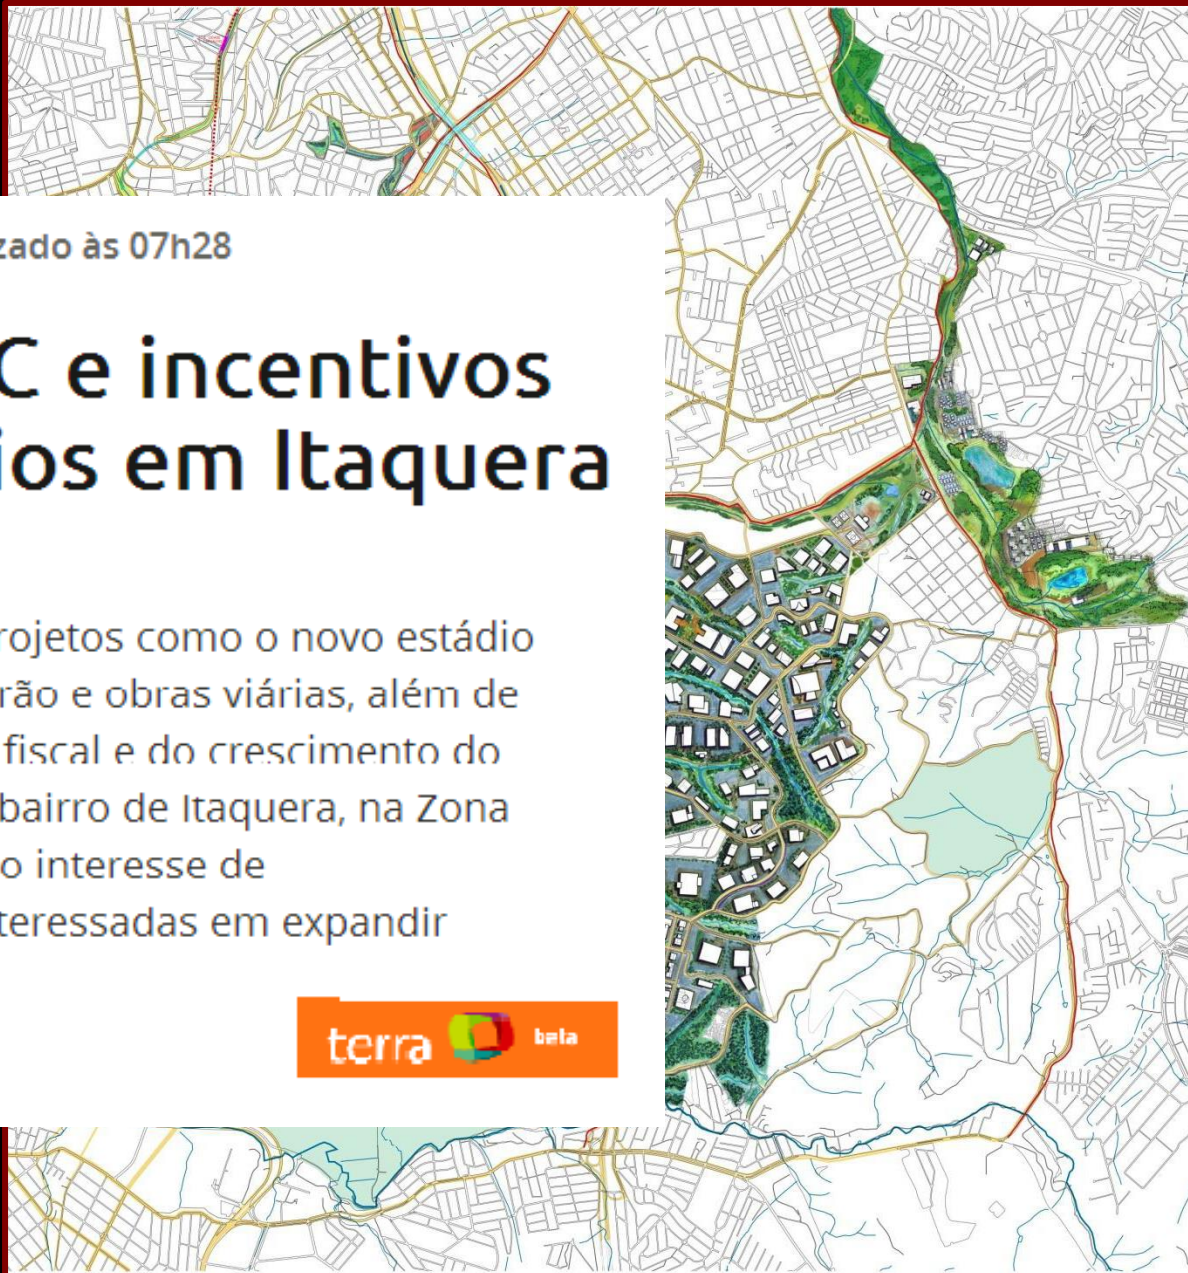 zado às 07h28
C e incentivos
ios em Itaquera
rojetos como o novo estádio
rão e obras viárias, além de
fiscal e do crescimento do
bairro de Itaquera, na Zona
o interesse de
teressadas em expandir
terra beta